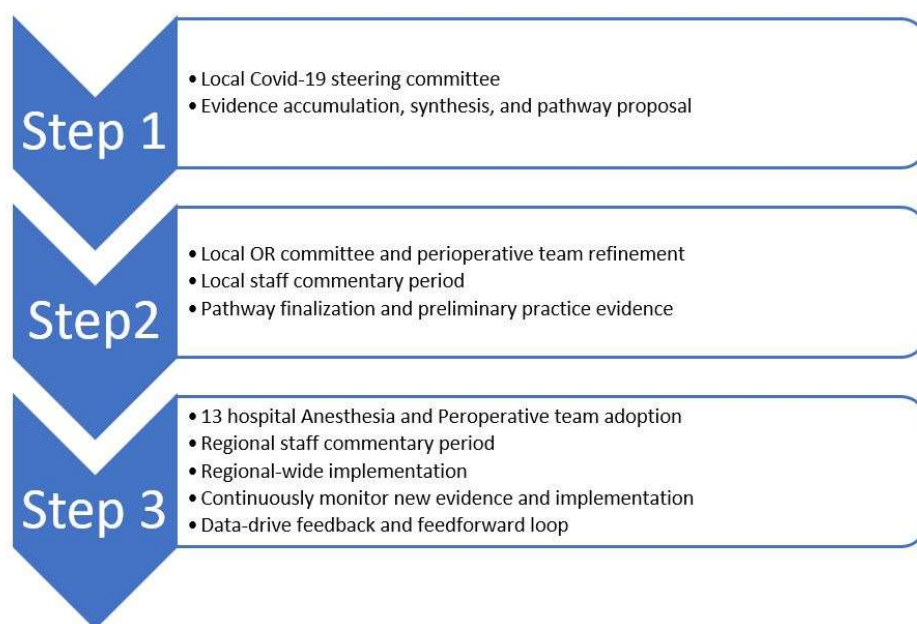 Step 1
• Local Covid-19 steering committee
• Evidence accumulation, synthesis, and pathway proposal
Step2
• Local OR committee and perioperative team refinement
• Local staff commentary period
• Pathway finalization and preliminary practice evidence
Step 3
• 13 hospital Anesthesia and Peroperative team adoption
• Regional staff commentary period
• Regional-wide implementation
• Continuously monitor new evidence and implementation
• Data-drive feedback and feedforward loop